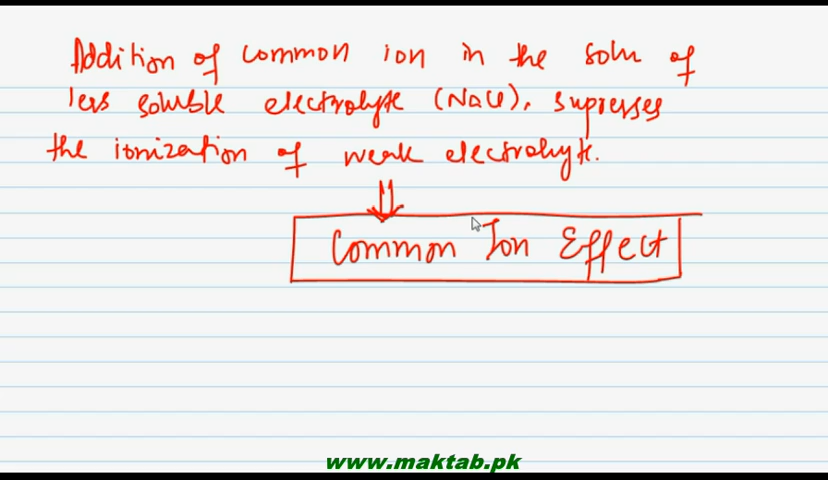 Addition of common ion in the soln of
less soluble electrolyte (NaCl), supresses
the ionization of weak electrolyte.
Common Ion Effect
www.maktab.pk